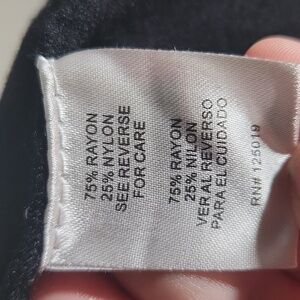 75% RAYON
25% NYLON
SEE REVERSE
FOR CARE
75% RAYON
25% NILON
VER AL REVERSO
PARA EL CUIDADO
RN# 125019